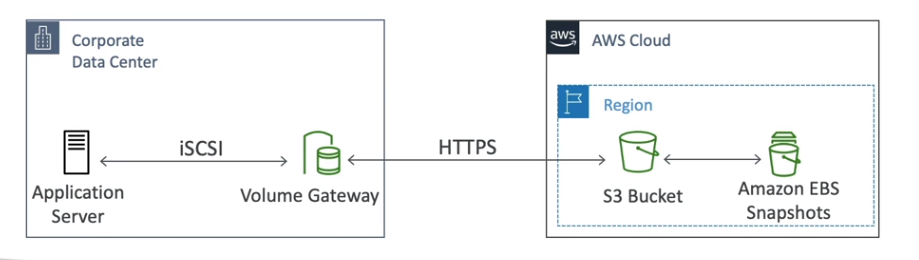 Corporate
Data Center
aws
AWS Cloud
Region
iSCSI
HTTPS
Application
Server
Volume Gateway
S3 Bucket
Amazon EBS
Snapshots